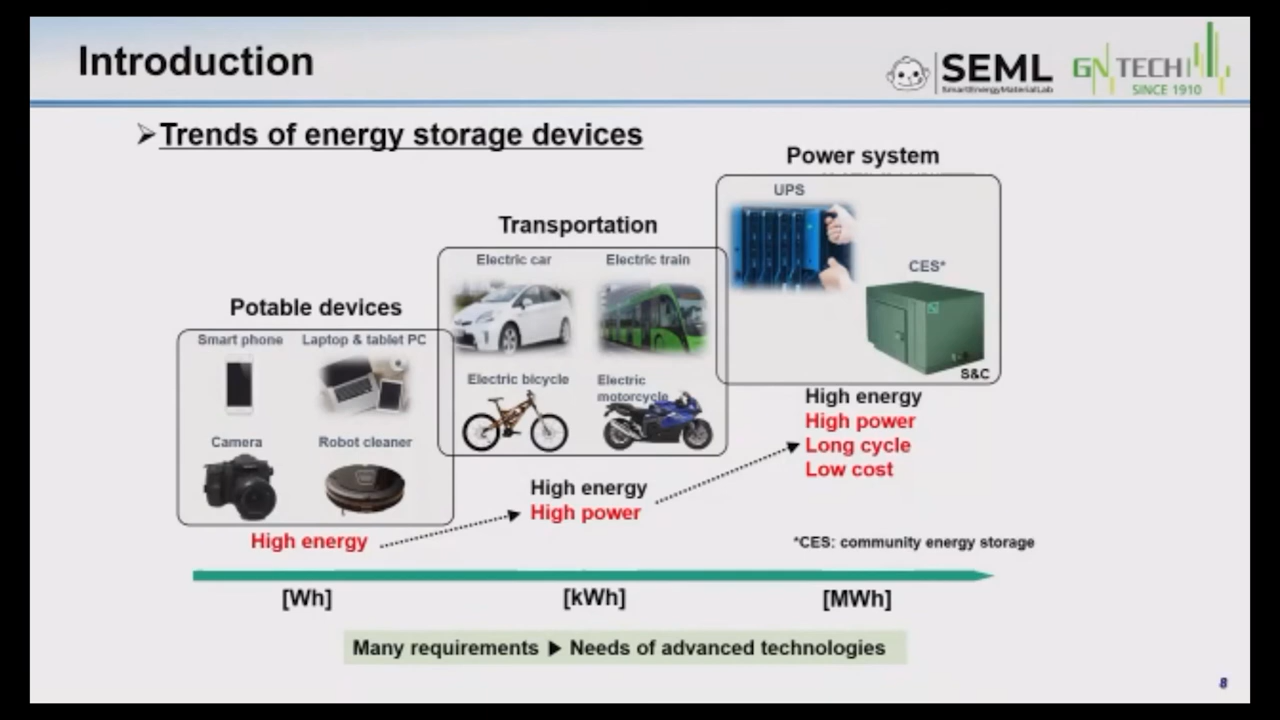 Introduction
SEML
SmartEnergyMaterialLab
GN TECH
SINCE 1910
Trends of energy storage devices
Power system
UPS
CES*
S&C
Transportation
Electric car
Electric train
Electric bicycle
Electric
motorcycle
Potable devices
Smart phone
Laptop & tablet PC
Camera
Robot cleaner
High energy
High energy
High power
High energy
High power
Long cycle
Low cost
*CES: community energy storage
[Wh]
[kWh]
[MWh]
Many requirements ▶ Needs of advanced technologies
8